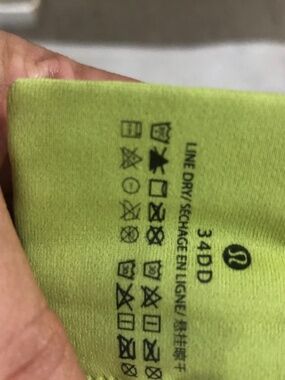 34DD
LINE DRY/ SÉCHAGE EN LIGNE/ 悬挂晾干